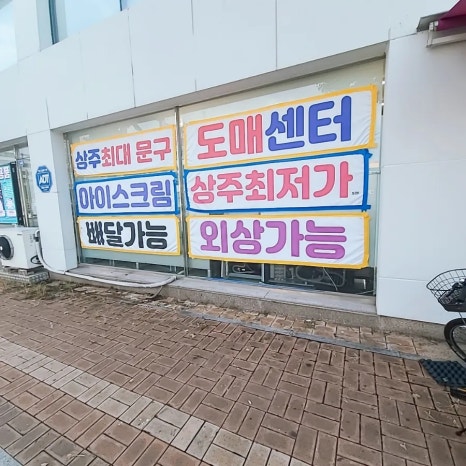 상주최대 문구
도매센터
아이스크림
상주최저가
배달가능
외상가능
ADT